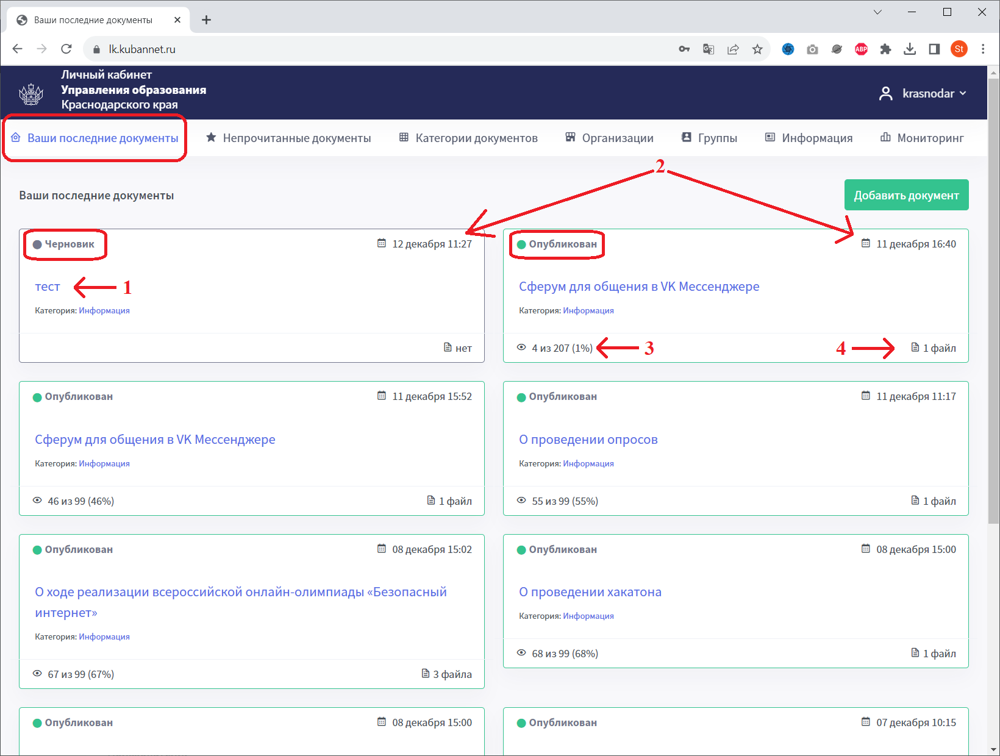 Ваши последние документы
lk.kubannet.ru
ABP
St
Личный кабинет
Управления образования
Краснодарского края
krasnodar
Ваши последние документы
Непрочитанные документы
Категории документов
Организации
Группы
Информация
Мониторинг
2
Ваши последние документы
Добавить документ
Черновик
12 декабря 11:27
тест
1
Категория: Информация
нет
Опубликован
11 декабря 16:40
Сферум для общения в VK Мессенджере
Категория: Информация
4 из 207 (1%)
3
4
1 файл
Опубликован
11 декабря 15:52
Сферум для общения в VK Мессенджере
Категория: Информация
46 из 99 (46%)
1 файл
Опубликован
11 декабря 11:17
О проведении опросов
Категория: Информация
55 из 99 (55%)
1 файл
Опубликован
08 декабря 15:02
О ходе реализации всероссийской онлайн-олимпиады «Безопасный
интернет»
Категория: Информация
67 из 99 (67%)
3 файла
Опубликован
08 декабря 15:00
О проведении хакатона
Категория: Информация
68 из 99 (68%)
1 файл
Опубликован
08 декабря 15:00
Опубликован
07 декабря 10:15